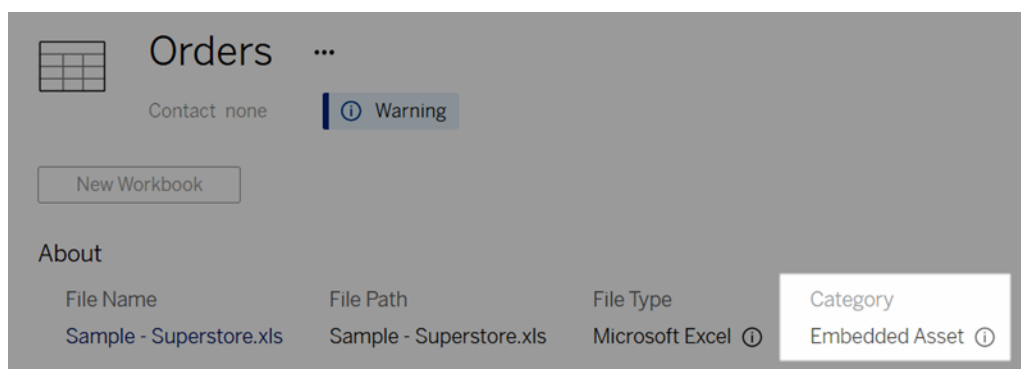 Orders ...
Contact none
Warning
New Workbook
About
File Name File Path File Type Category
Sample - Superstore.xls Sample - Superstore.xls Microsoft Excel Embedded Asset